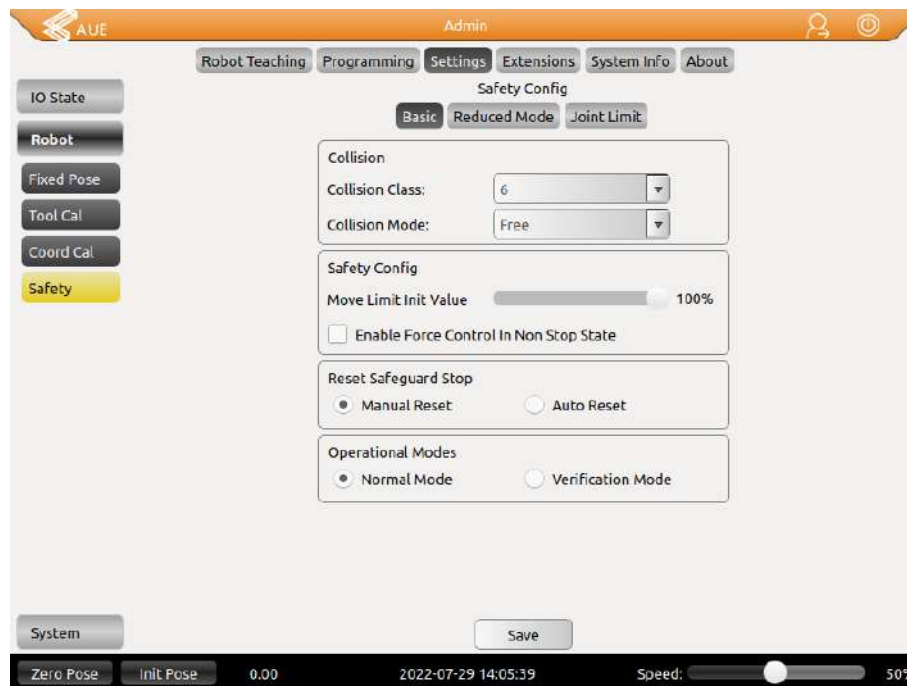 AUE
Admin
Robot Teaching Programming Settings Extensions System Info About
Safety Config
IO State
Basic Reduced Mode Joint Limit
Robot
Collision
Fixed Pose
Collision Class: 6
Tool Cal
Collision Mode: Free
Coord Cal
Safety Config
Safety
Move Limit Init Value 100%
Enable Force Control In Non Stop State
Reset Safeguard Stop
Manual Reset Auto Reset
Operational Modes
Normal Mode Verification Mode
System
Save
Zero Pose Init Pose 0.00 2022-07-29 14:05:39 Speed: 50%